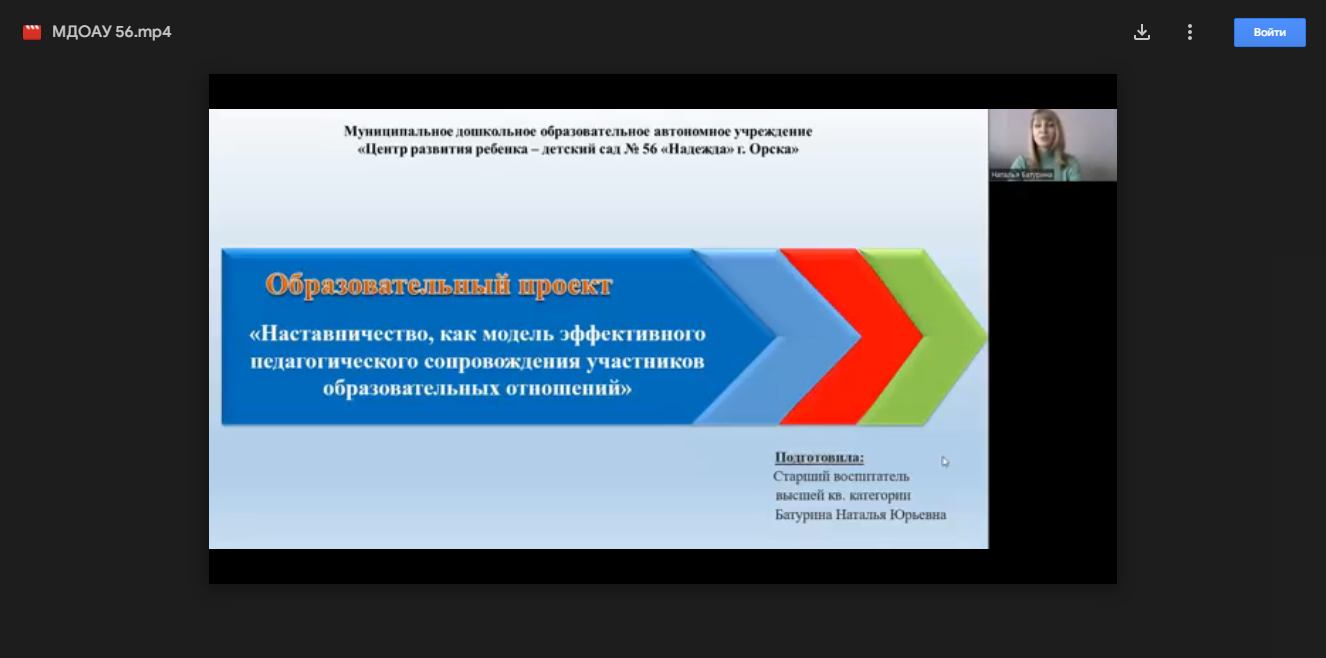 МДОАУ 56.mp4
Войти
Муниципальное дошкольное образовательное автономное учреждение
«Центр развития ребенка – детский сад № 56 «Надежда» г. Орска»
Наталья Батурина
Образовательный проект
«Наставничество, как модель эффективного
педагогического сопровождения участников
образовательных отношений»
Подготовила:
Старший воспитатель
высшей кв. категории
Батурина Наталья Юрьевна